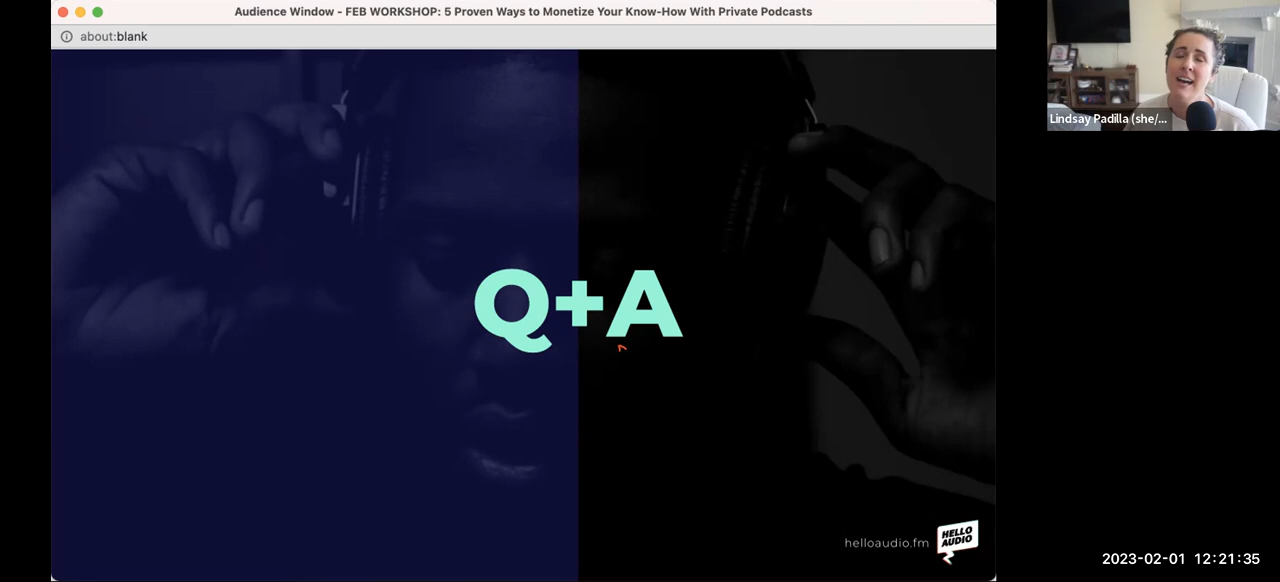 Audience Window - FEB WORKSHOP: 5 Proven Ways to Monetize Your Know-How With Private Podcasts
about:blank
Lindsay Padilla (she/...
Q+A
helloaudio.fm
HELLO
AUDIO
2023-02-01 12:21:35